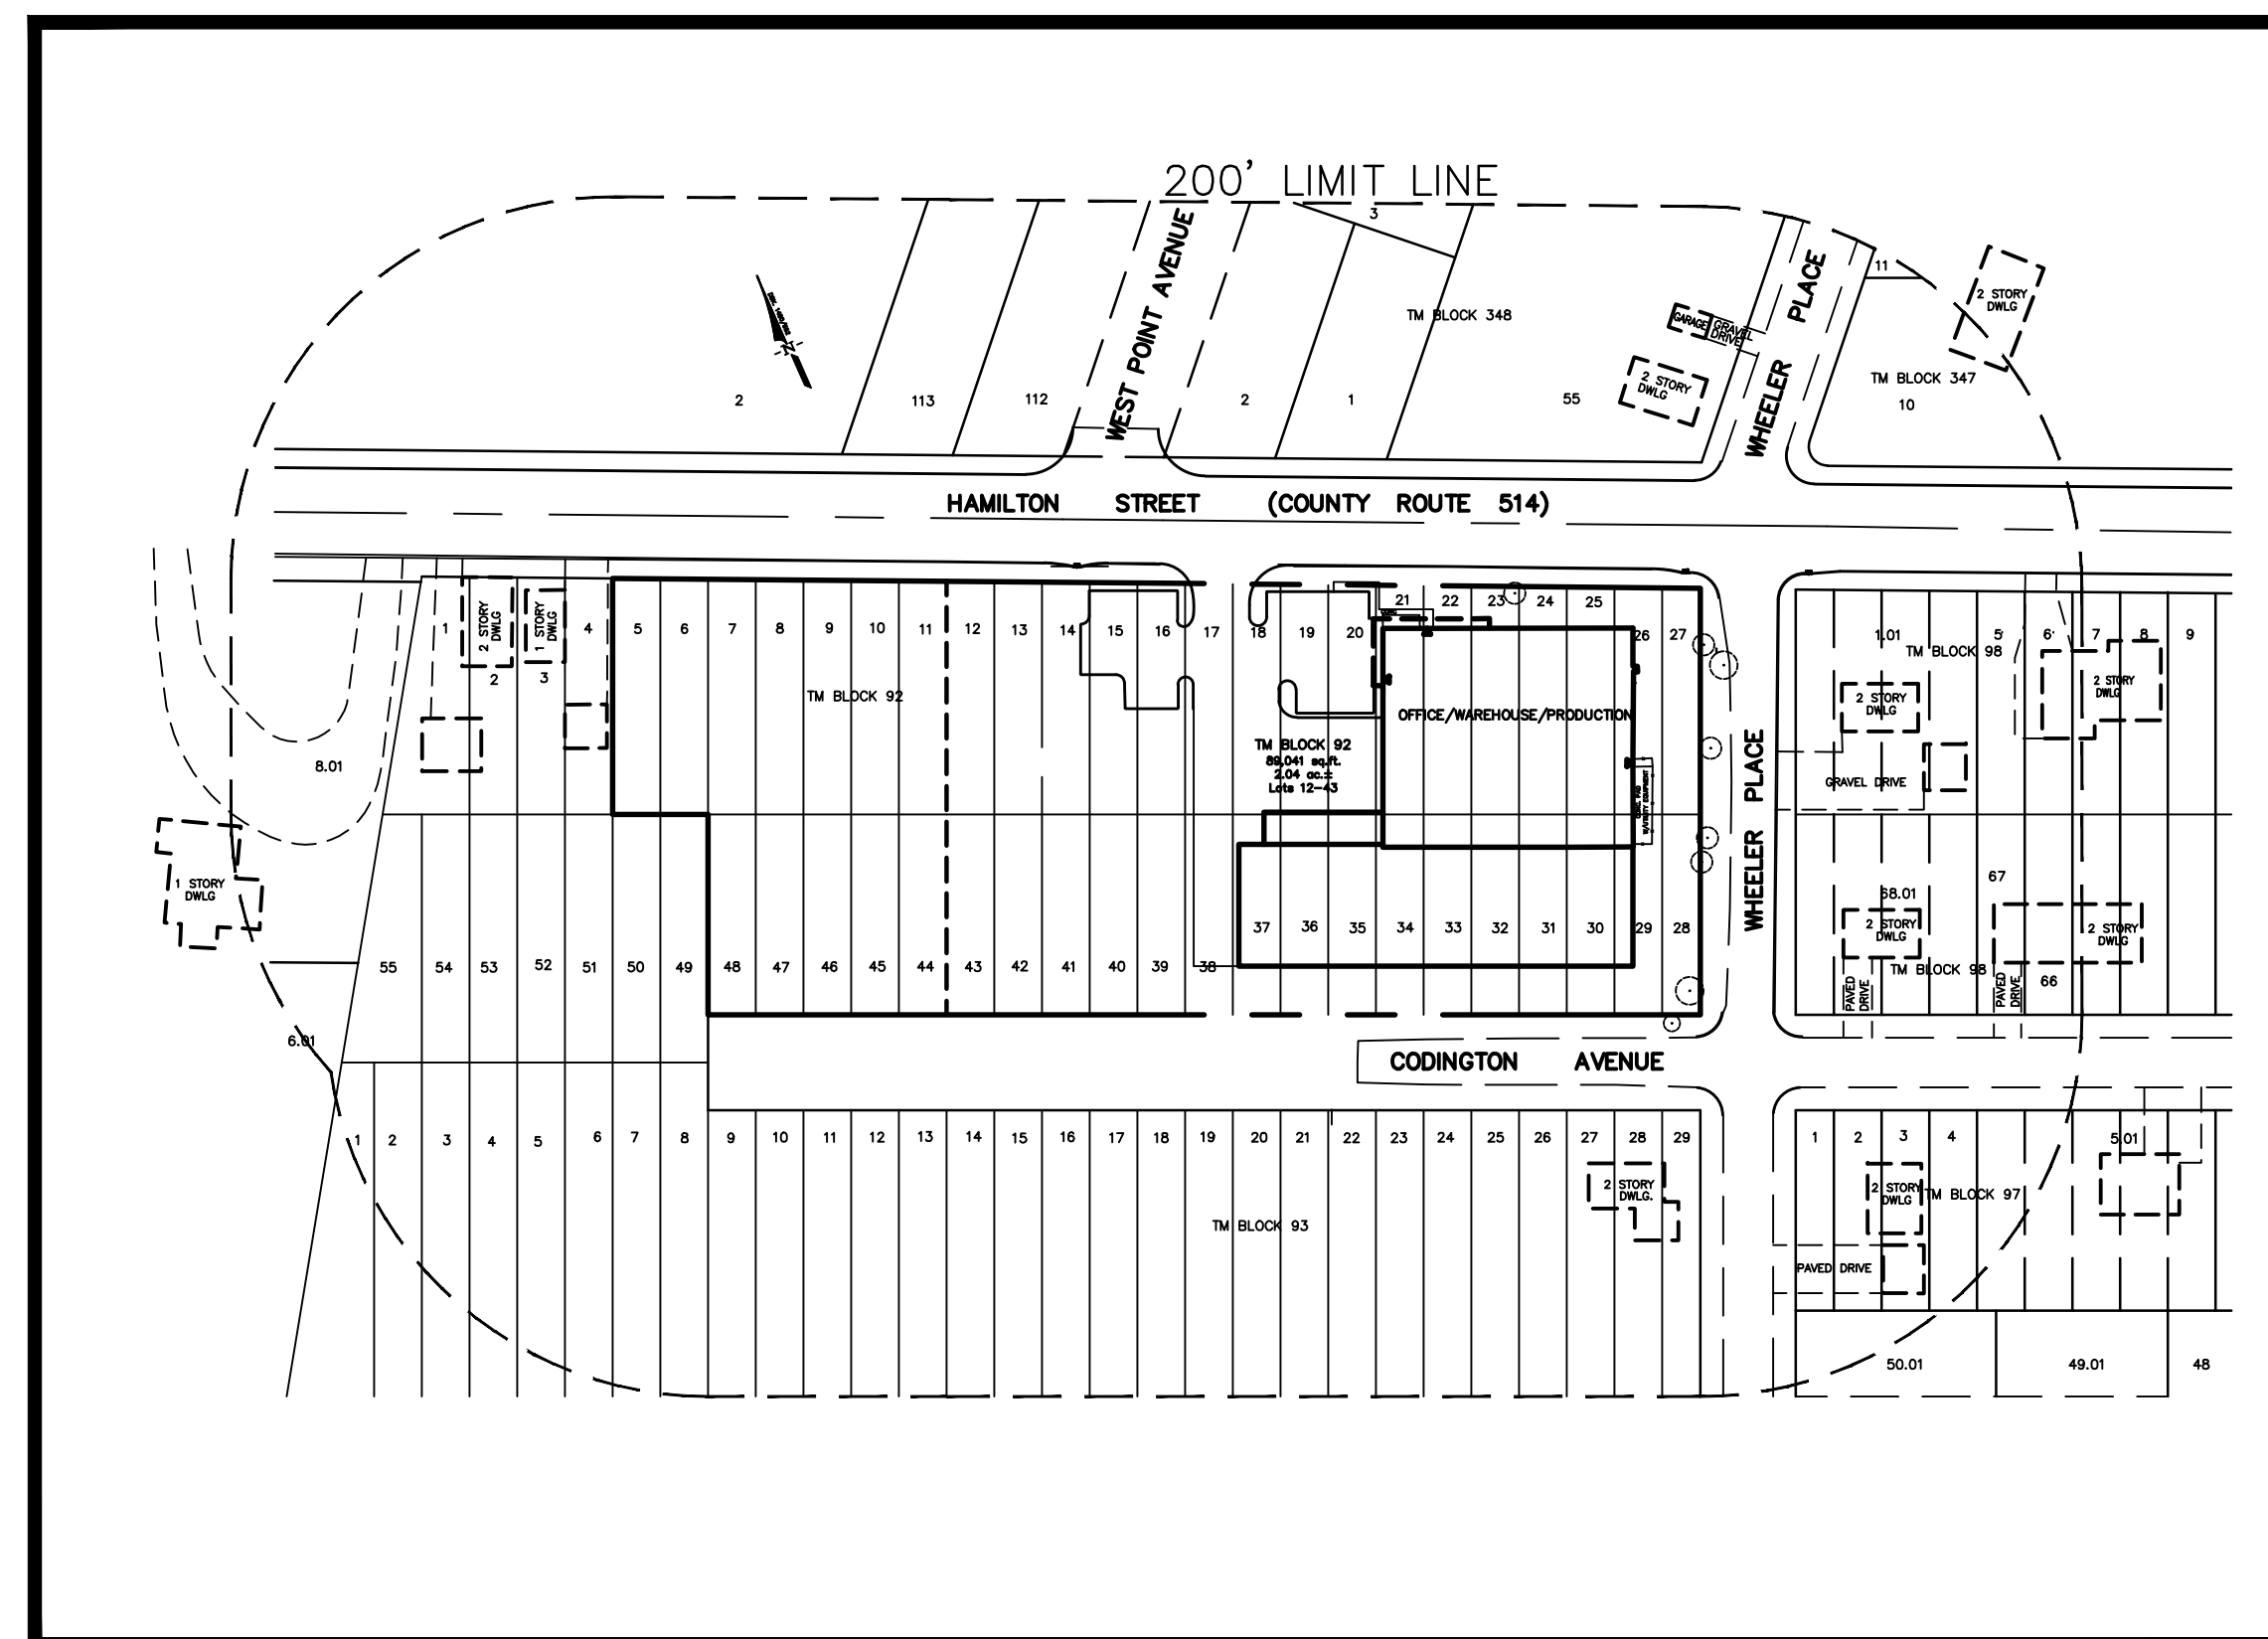 200' LIMIT LINE
3
WEST POINT AVENUE
WHEELER PLACE
11
2 STORY
DWLG
TM BLOCK 348
GARAGE
GRAVEL
DRIVE
2 STORY
DWLG
TM BLOCK 347
10
2
113
112
2
1
55
HAMILTON STREET (COUNTY ROUTE 514)
1
2 STORY
DWLG
2
1 STORY
DWLG
3
4
5
6
7
8
9
10
11
12
13
14
15
16
17
18
19
20
21
22
23
24
25
26
27
1.01
TM BLOCK 98
5
6
7
8
9
TM BLOCK 92
OFFICE/WAREHOUSE/PRODUCTION
2 STORY
DWLG
2 STORY
DWLG
TM BLOCK 92
89,041 sq.ft.
2.04 ac.±
Lots 12-43
CONC. PAD
W/UTILITY EQUIPMENT
8.01
GRAVEL DRIVE
WHEELER PLACE
1 STORY
DWLG
67
68.01
2 STORY
DWLG
2 STORY
DWLG
37
36
35
34
33
32
31
30
29
28
55
54
53
52
51
50
49
48
47
46
45
44
43
42
41
40
39
38
TM BLOCK 98
PAVED
DRIVE
PAVED
DRIVE
66
6.01
CODINGTON AVENUE
1
2
3
4
5
6
7
8
9
10
11
12
13
14
15
16
17
18
19
20
21
22
23
24
25
26
27
28
29
1
2
3
4
5.01
2 STORY
DWLG.
2 STORY
DWLG
TM BLOCK 97
TM BLOCK 93
PAVED DRIVE
50.01
49.01
48